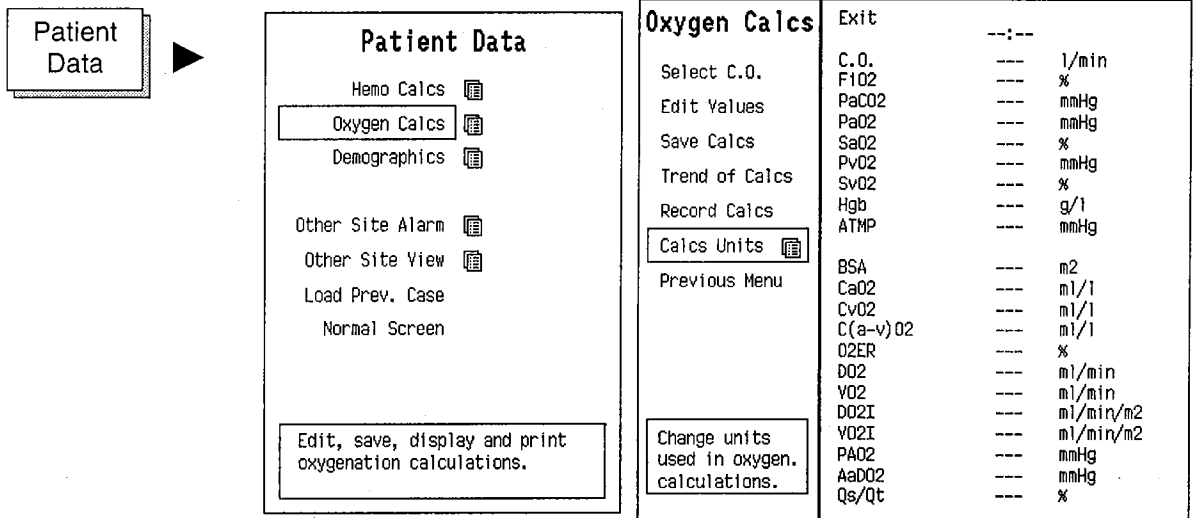 Patient
Data
Patient Data
Hemo Calcs
Oxygen Calcs
Demographics
Other Site Alarm
Other Site View
Load Prev. Case
Normal Screen
Edit, save, display and print
oxygenation calculations.
Oxygen Calcs
Select C.O.
Edit Values
Save Calcs
Trend of Calcs
Record Calcs
Calcs Units
Previous Menu
Change units
used in oxygen.
calculations.
Exit
--:--
C.O. --- l/min
FiO2 --- %
PaCO2 --- mmHg
PaO2 --- mmHg
SaO2 --- %
PvO2 --- mmHg
SvO2 --- %
Hgb --- g/l
ATMP --- mmHg
BSA --- m2
CaO2 --- ml/l
CvO2 --- ml/l
C(a-v)O2 --- ml/l
O2ER --- %
DO2 --- ml/min
VO2 --- ml/min
DO2I --- ml/min/m2
VO2I --- ml/min/m2
PAO2 --- mmHg
AaDO2 --- mmHg
Qs/Qt --- %